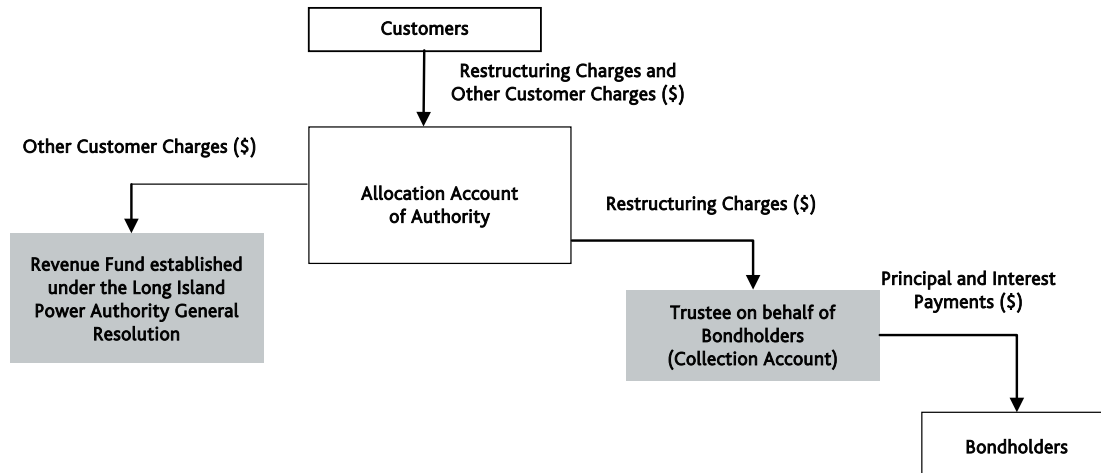 Customers
Restructuring Charges and
Other Customer Charges ($)
Other Customer Charges ($)
Allocation Account
of Authority
Restructuring Charges ($)
Revenue Fund established
under the Long Island
Power Authority General
Resolution
Principal and Interest
Payments ($)
Trustee on behalf of
Bondholders
(Collection Account)
Bondholders